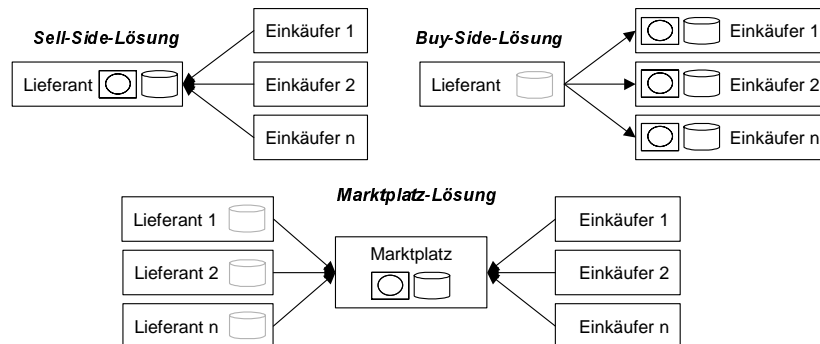 Sell-Side-Lösung
Lieferant
Einkäufer 1
Einkäufer 2
Einkäufer n
Buy-Side-Lösung
Lieferant
Einkäufer 1
Einkäufer 2
Einkäufer n
Marktplatz-Lösung
Lieferant 1
Lieferant 2
Lieferant n
Marktplatz
Einkäufer 1
Einkäufer 2
Einkäufer n